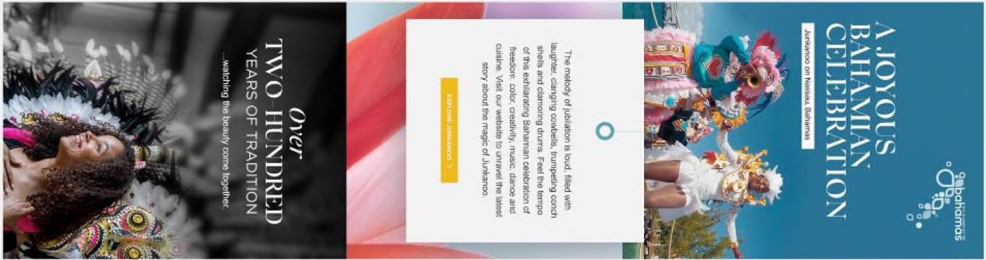 bahamas
A JOYOUS
BAHAMIAN
CELEBRATION
Junkanoo on Nassau, Bahamas
The melody of jubilation is loud, filled with
laughter, clanging cowbells, trumpeting conch
shells and clamoring drums. Feel the tempo
of this exhilarating Bahamian celebration of
freedom, color, creativity, music, dance and
cuisine. Visit our website to unravel the latest
story about the magic of Junkanoo.
EXPLORE JUNKANOO >
Over
TWO-HUNDRED
YEARS OF TRADITION
...watching the beauty come together.